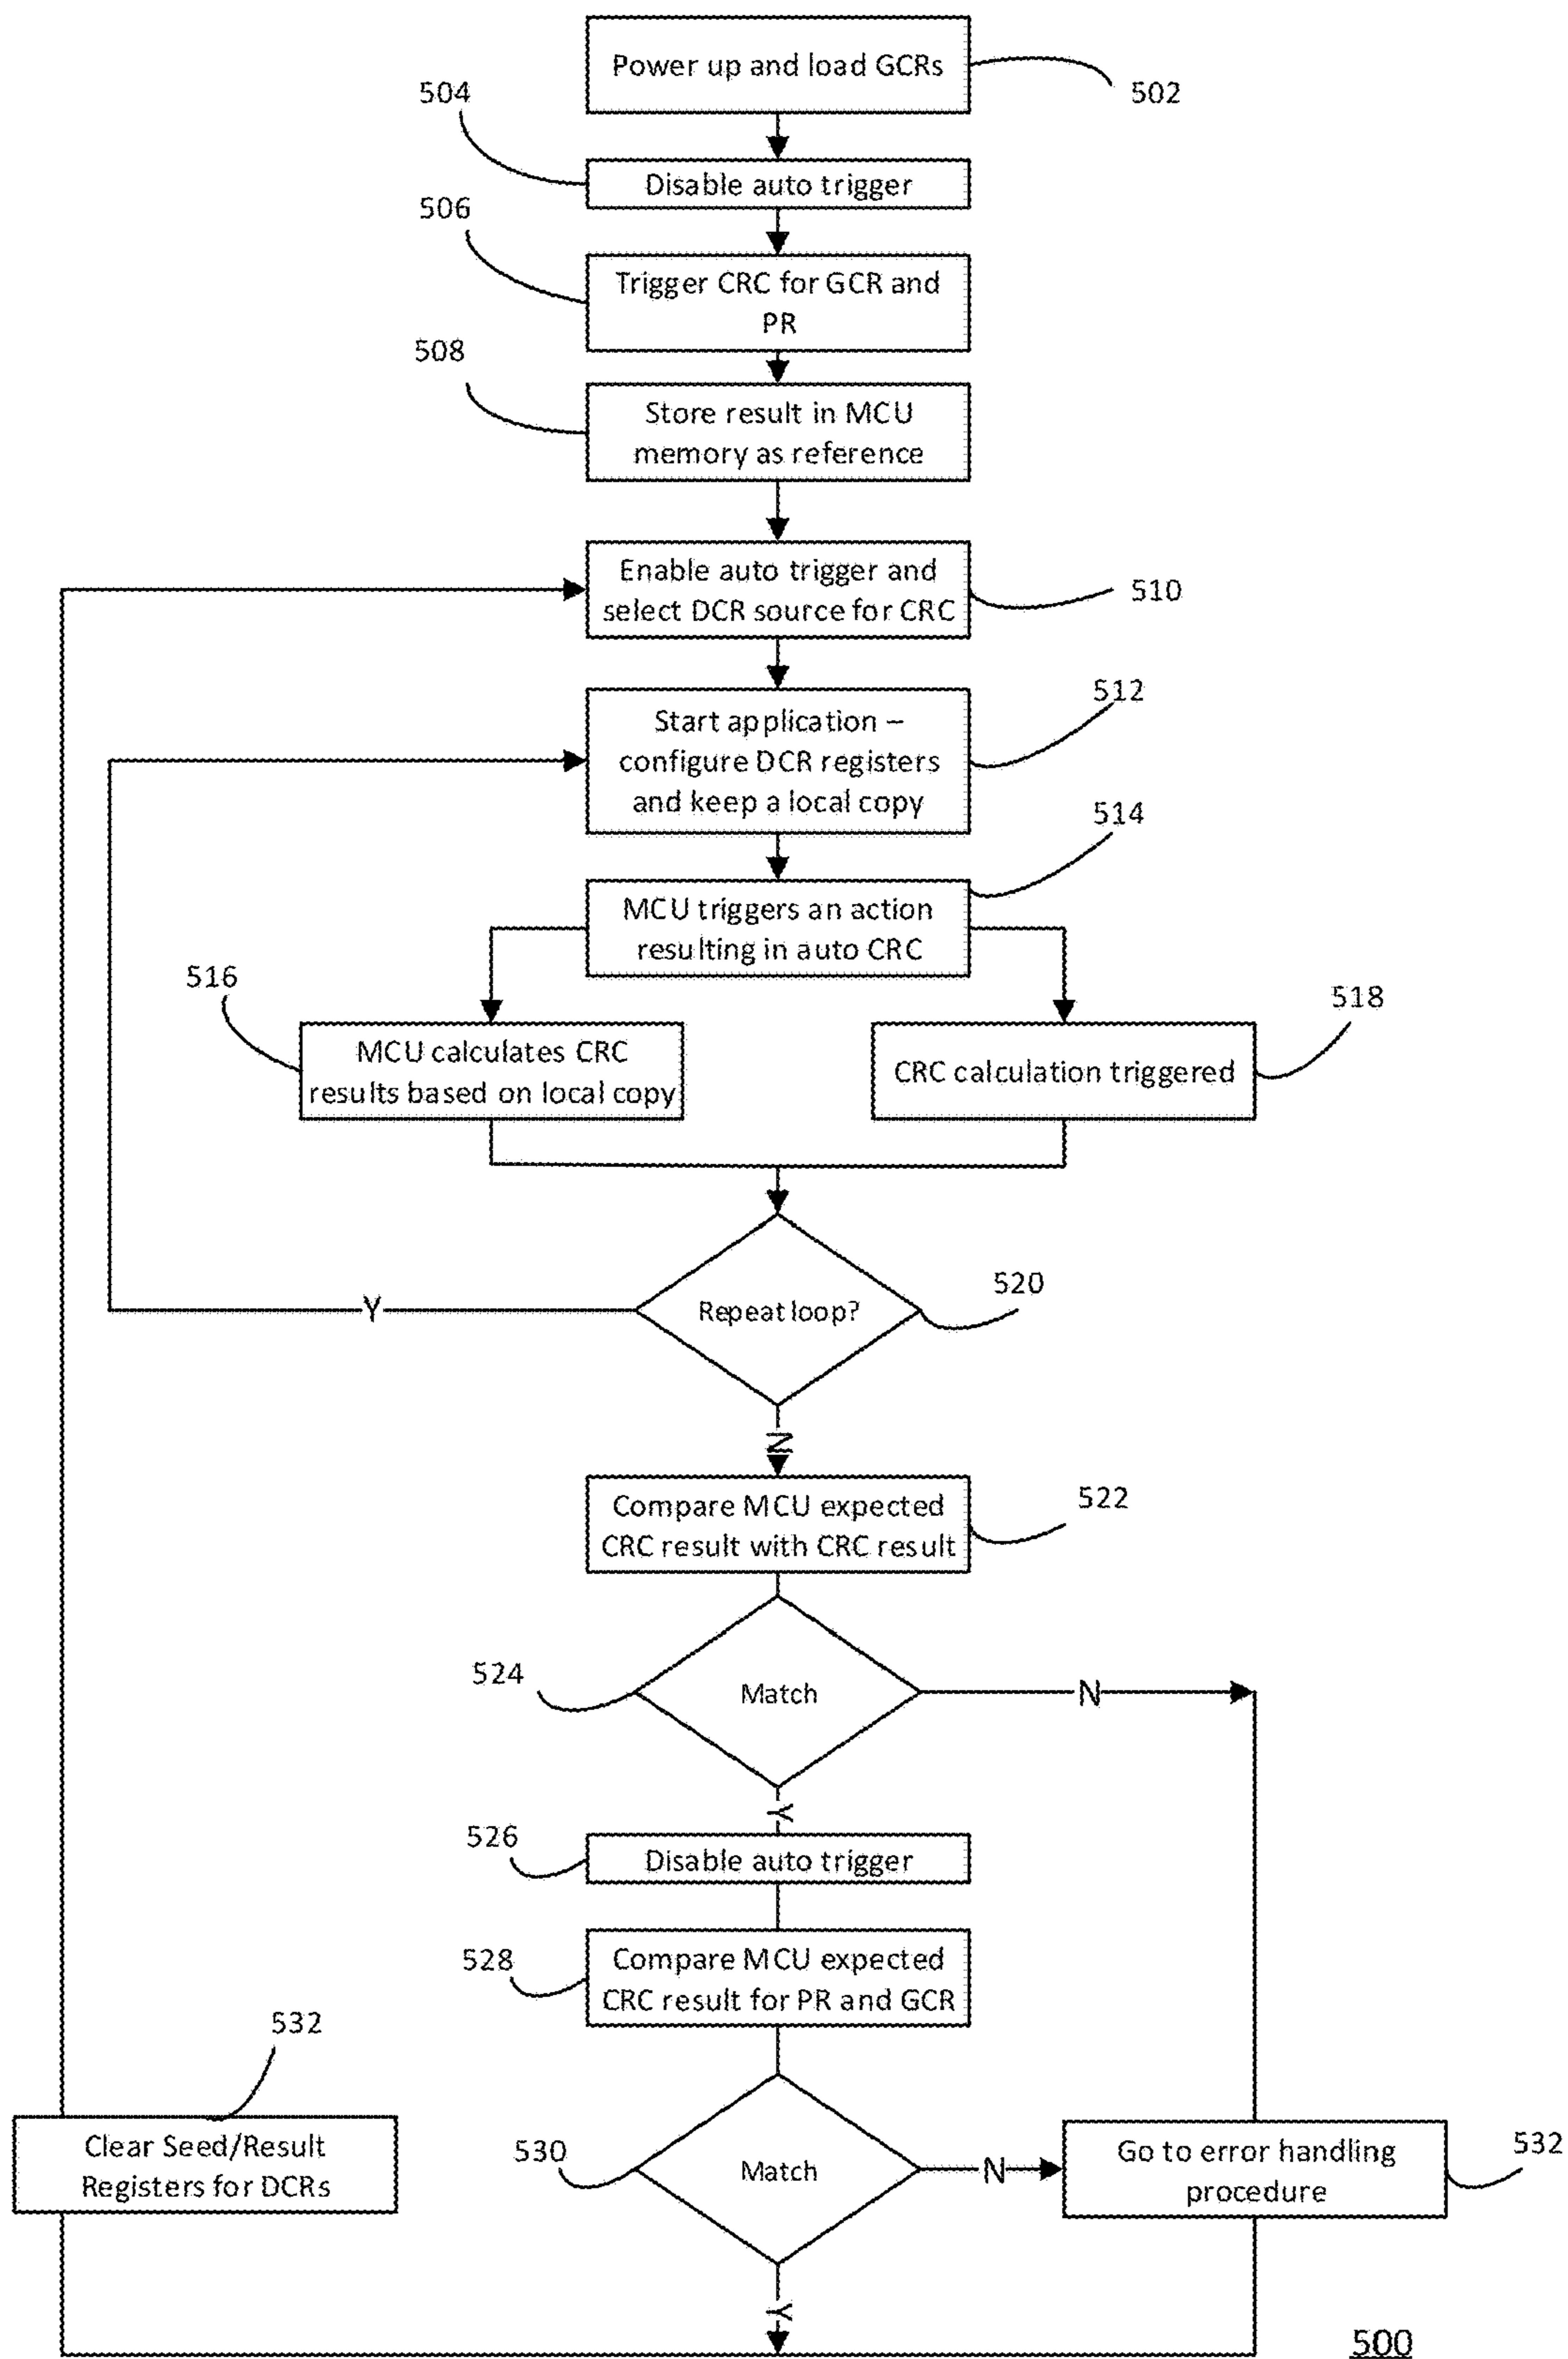 Power up and load GCRs
502
504
Disable auto trigger
506
Trigger CRC for GCR and
PR
508
Store result in MCU
memory as reference
Enable auto trigger and
select DCR source for CRC
510
512
Start application –
configure DCR registers
and keep a local copy
514
MCU triggers an action
resulting in auto CRC
516
518
MCU calculates CRC
results based on local copy
CRC calculation triggered
520
Repeat loop?
Y
N
Compare MCU expected
CRC result with CRC result
522
524
Match
N
Y
526
Disable auto trigger
528
Compare MCU expected
CRC result for PR and GCR
532
Clear Seed/Result
Registers for DCRs
530
Match
N
Go to error handling
procedure
532
Y
500